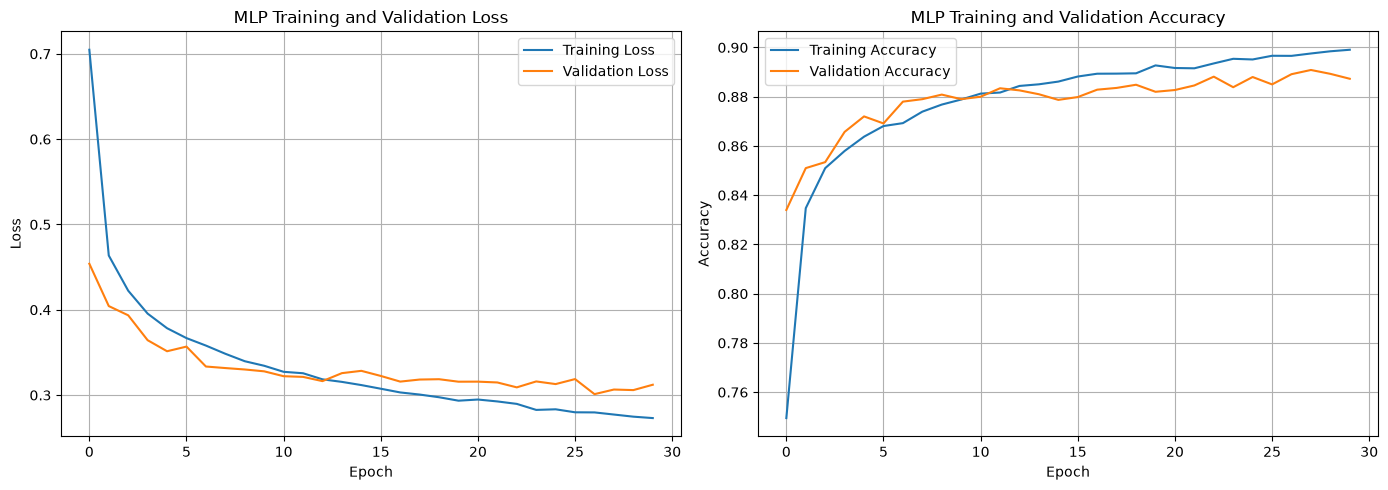 MLP Training and Validation Loss
Training Loss
Validation Loss
0.7
0.6
0.5
0.4
0.3
Loss
0 5 10 15 20 25 30
Epoch
MLP Training and Validation Accuracy
Training Accuracy
Validation Accuracy
0.90
0.88
0.86
0.84
0.82
0.80
0.78
0.76
Accuracy
0 5 10 15 20 25 30
Epoch